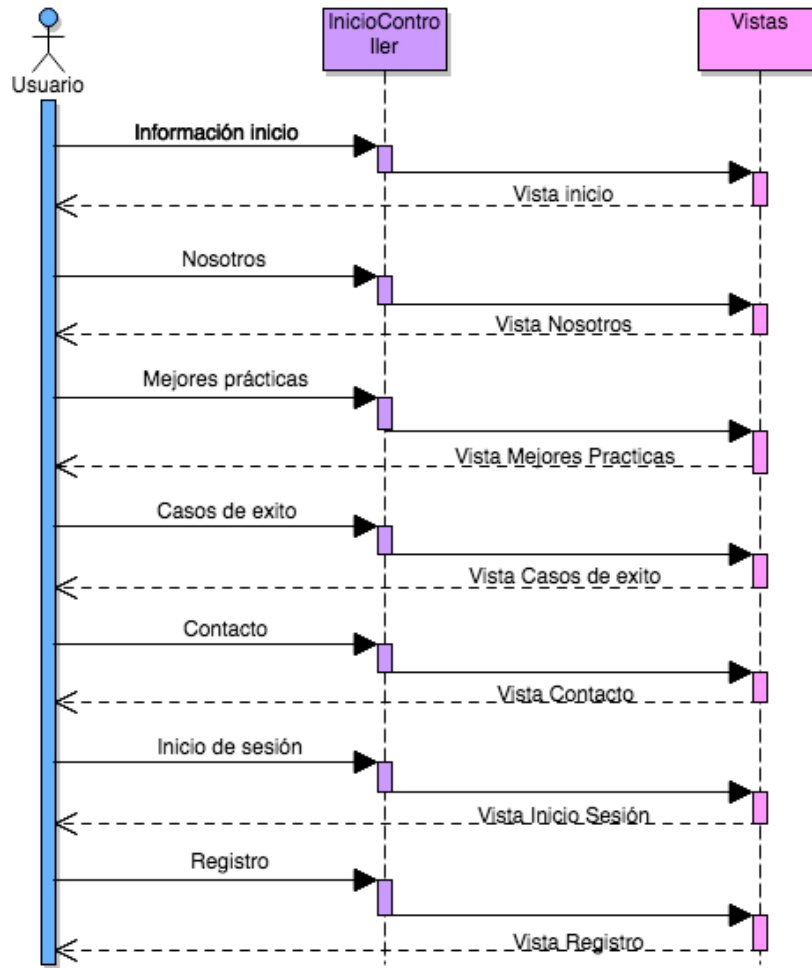 InicioContro
ller
Vistas
Usuario
Información inicio
Vista inicio
Nosotros
Vista Nosotros
Mejores prácticas
Vista Mejores Practicas
Casos de exito
Vista Casos de exito
Contacto
Vista Contacto
Inicio de sesión
Vista Inicio Sesión
Registro
Vista Registro